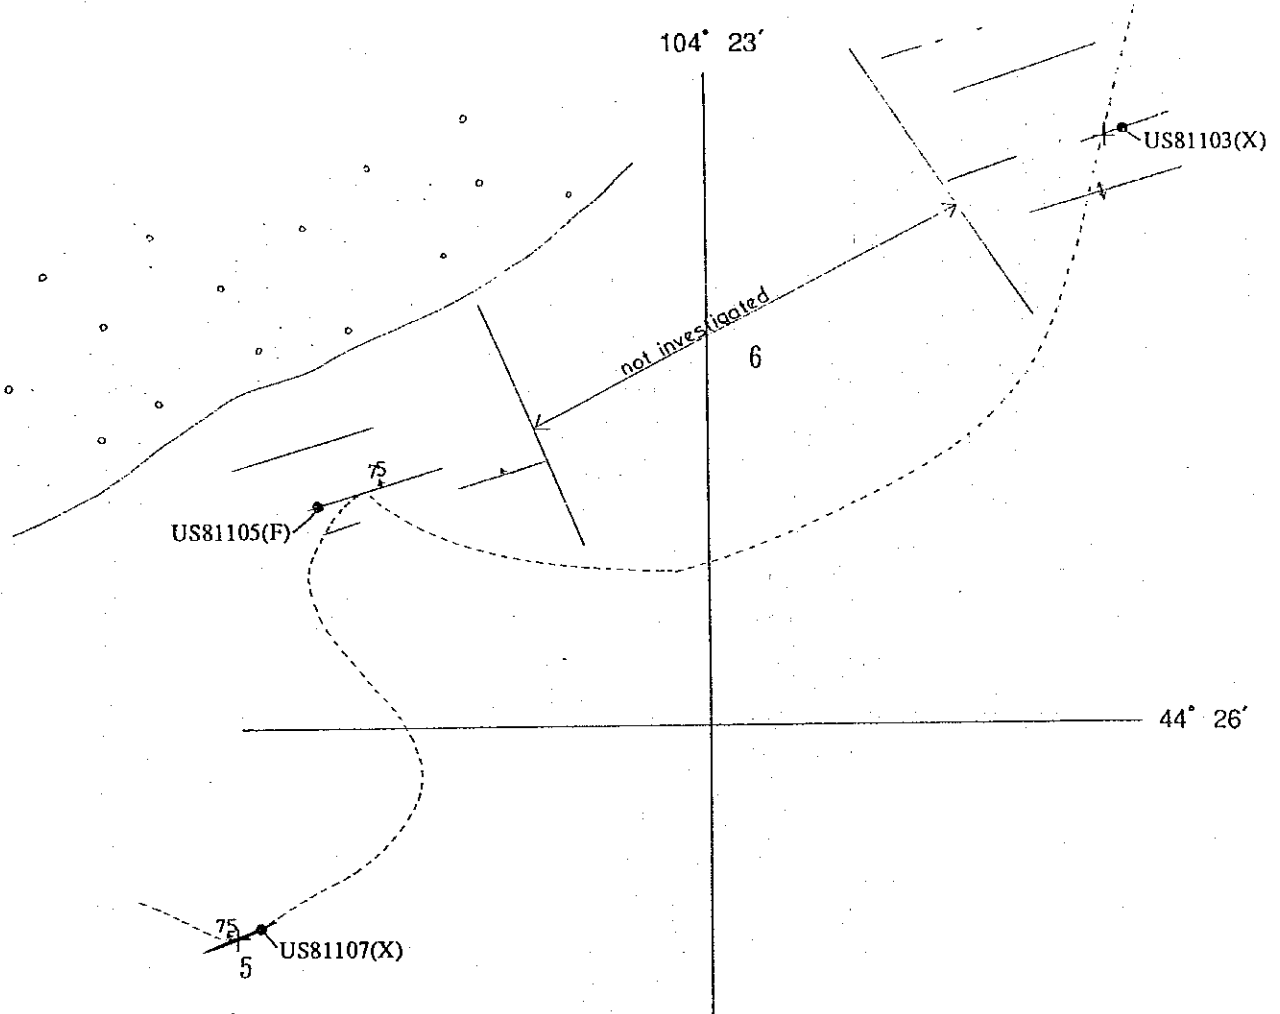 104° 23′
US81103(X)
not investigated
6
75
US81105(F)
44° 26′
75
US81107(X)
5